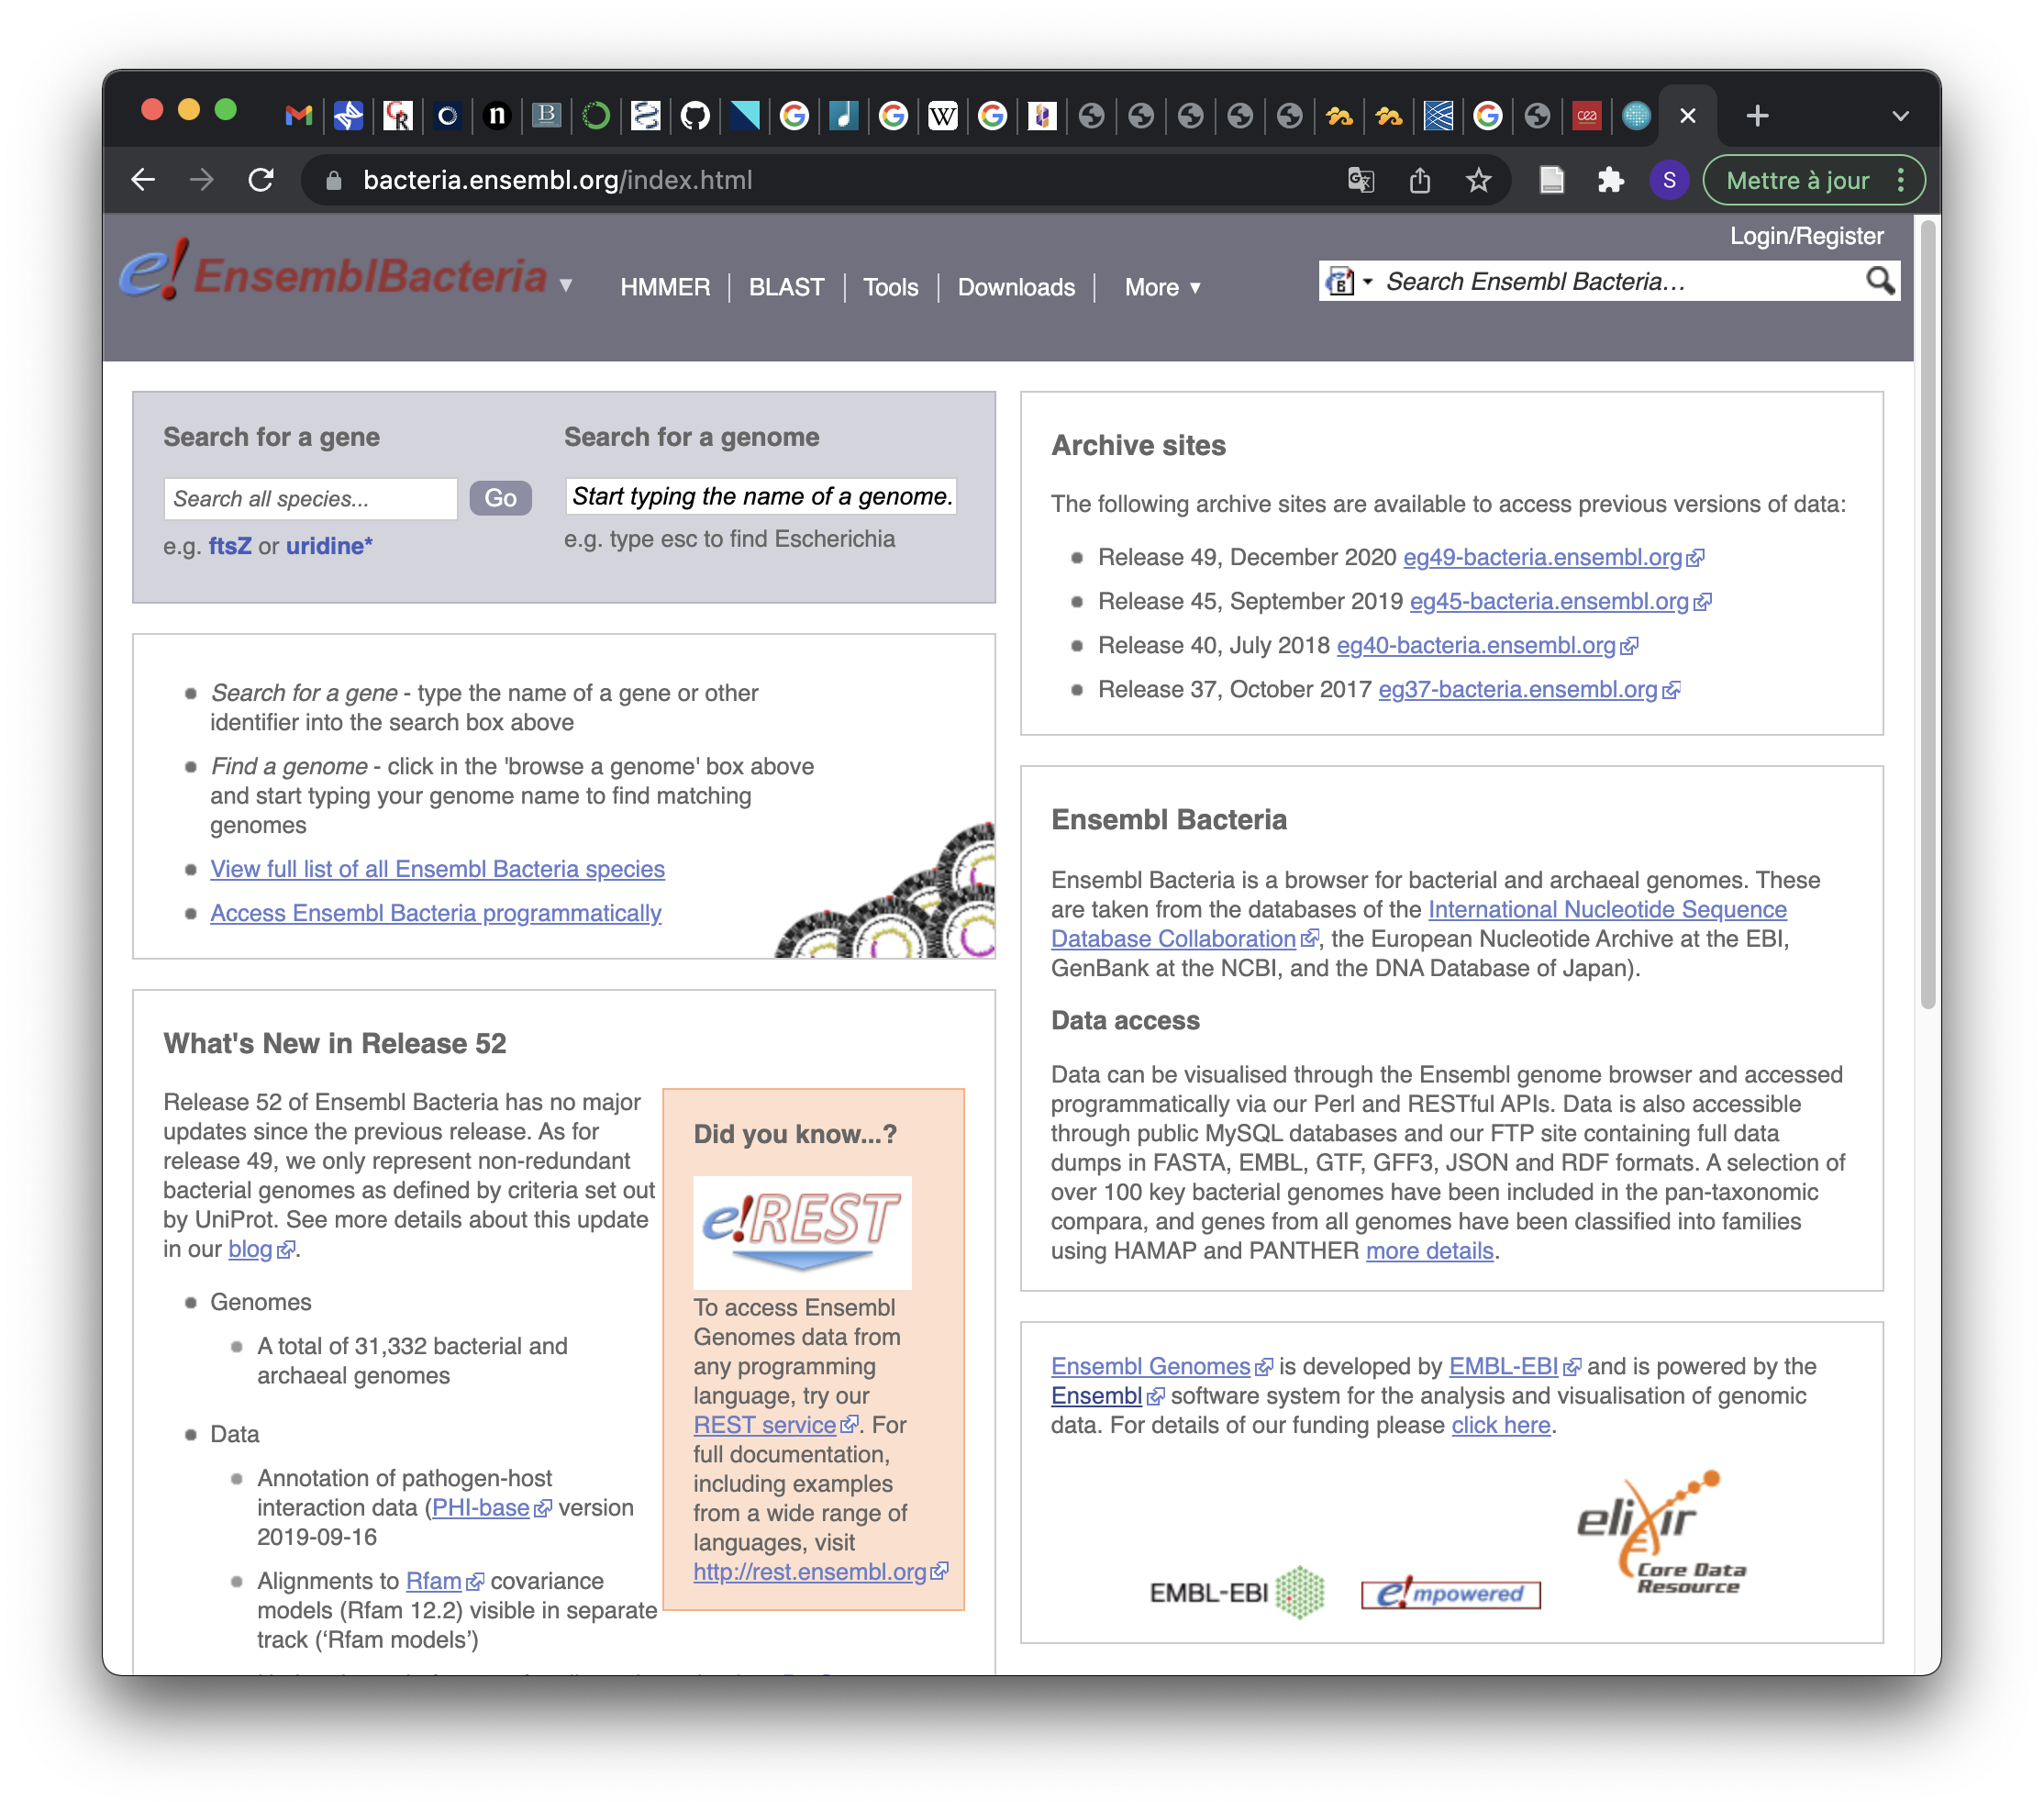 bacteria.ensembl.org/index.html
Mettre à jour
S
Login/Register
e!EnsemblBacteria
HMMER
BLAST
Tools
Downloads
More
Search Ensembl Bacteria…
Search for a gene
Search all species...
Go
e.g. ftsZ or uridine*
Search for a genome
Start typing the name of a genome.
e.g. type esc to find Escherichia
Search for a gene - type the name of a gene or other
identifier into the search box above
Find a genome - click in the 'browse a genome' box above
and start typing your genome name to find matching
genomes
View full list of all Ensembl Bacteria species
Access Ensembl Bacteria programmatically
What's New in Release 52
Release 52 of Ensembl Bacteria has no major
updates since the previous release. As for
release 49, we only represent non-redundant
bacterial genomes as defined by criteria set out
by UniProt. See more details about this update
in our blog.
Genomes
A total of 31,332 bacterial and
archaeal genomes
Data
Annotation of pathogen-host
interaction data (PHI-base version
2019-09-16
Alignments to Rfam covariance
models (Rfam 12.2) visible in separate
track (‘Rfam models’)
Did you know...?
e!REST
To access Ensembl
Genomes data from
any programming
language, try our
REST service. For
full documentation,
including examples
from a wide range of
languages, visit
http://rest.ensembl.org
Archive sites
The following archive sites are available to access previous versions of data:
Release 49, December 2020 eg49-bacteria.ensembl.org
Release 45, September 2019 eg45-bacteria.ensembl.org
Release 40, July 2018 eg40-bacteria.ensembl.org
Release 37, October 2017 eg37-bacteria.ensembl.org
Ensembl Bacteria
Ensembl Bacteria is a browser for bacterial and archaeal genomes. These
are taken from the databases of the International Nucleotide Sequence
Database Collaboration, the European Nucleotide Archive at the EBI,
GenBank at the NCBI, and the DNA Database of Japan).
Data access
Data can be visualised through the Ensembl genome browser and accessed
programmatically via our Perl and RESTful APIs. Data is also accessible
through public MySQL databases and our FTP site containing full data
dumps in FASTA, EMBL, GTF, GFF3, JSON and RDF formats. A selection of
over 100 key bacterial genomes have been included in the pan-taxonomic
compara, and genes from all genomes have been classified into families
using HAMAP and PANTHER more details.
Ensembl Genomes is developed by EMBL-EBI and is powered by the
Ensembl software system for the analysis and visualisation of genomic
data. For details of our funding please click here.
EMBL-EBI
e!mpowered
elixir
Core Data
Resource